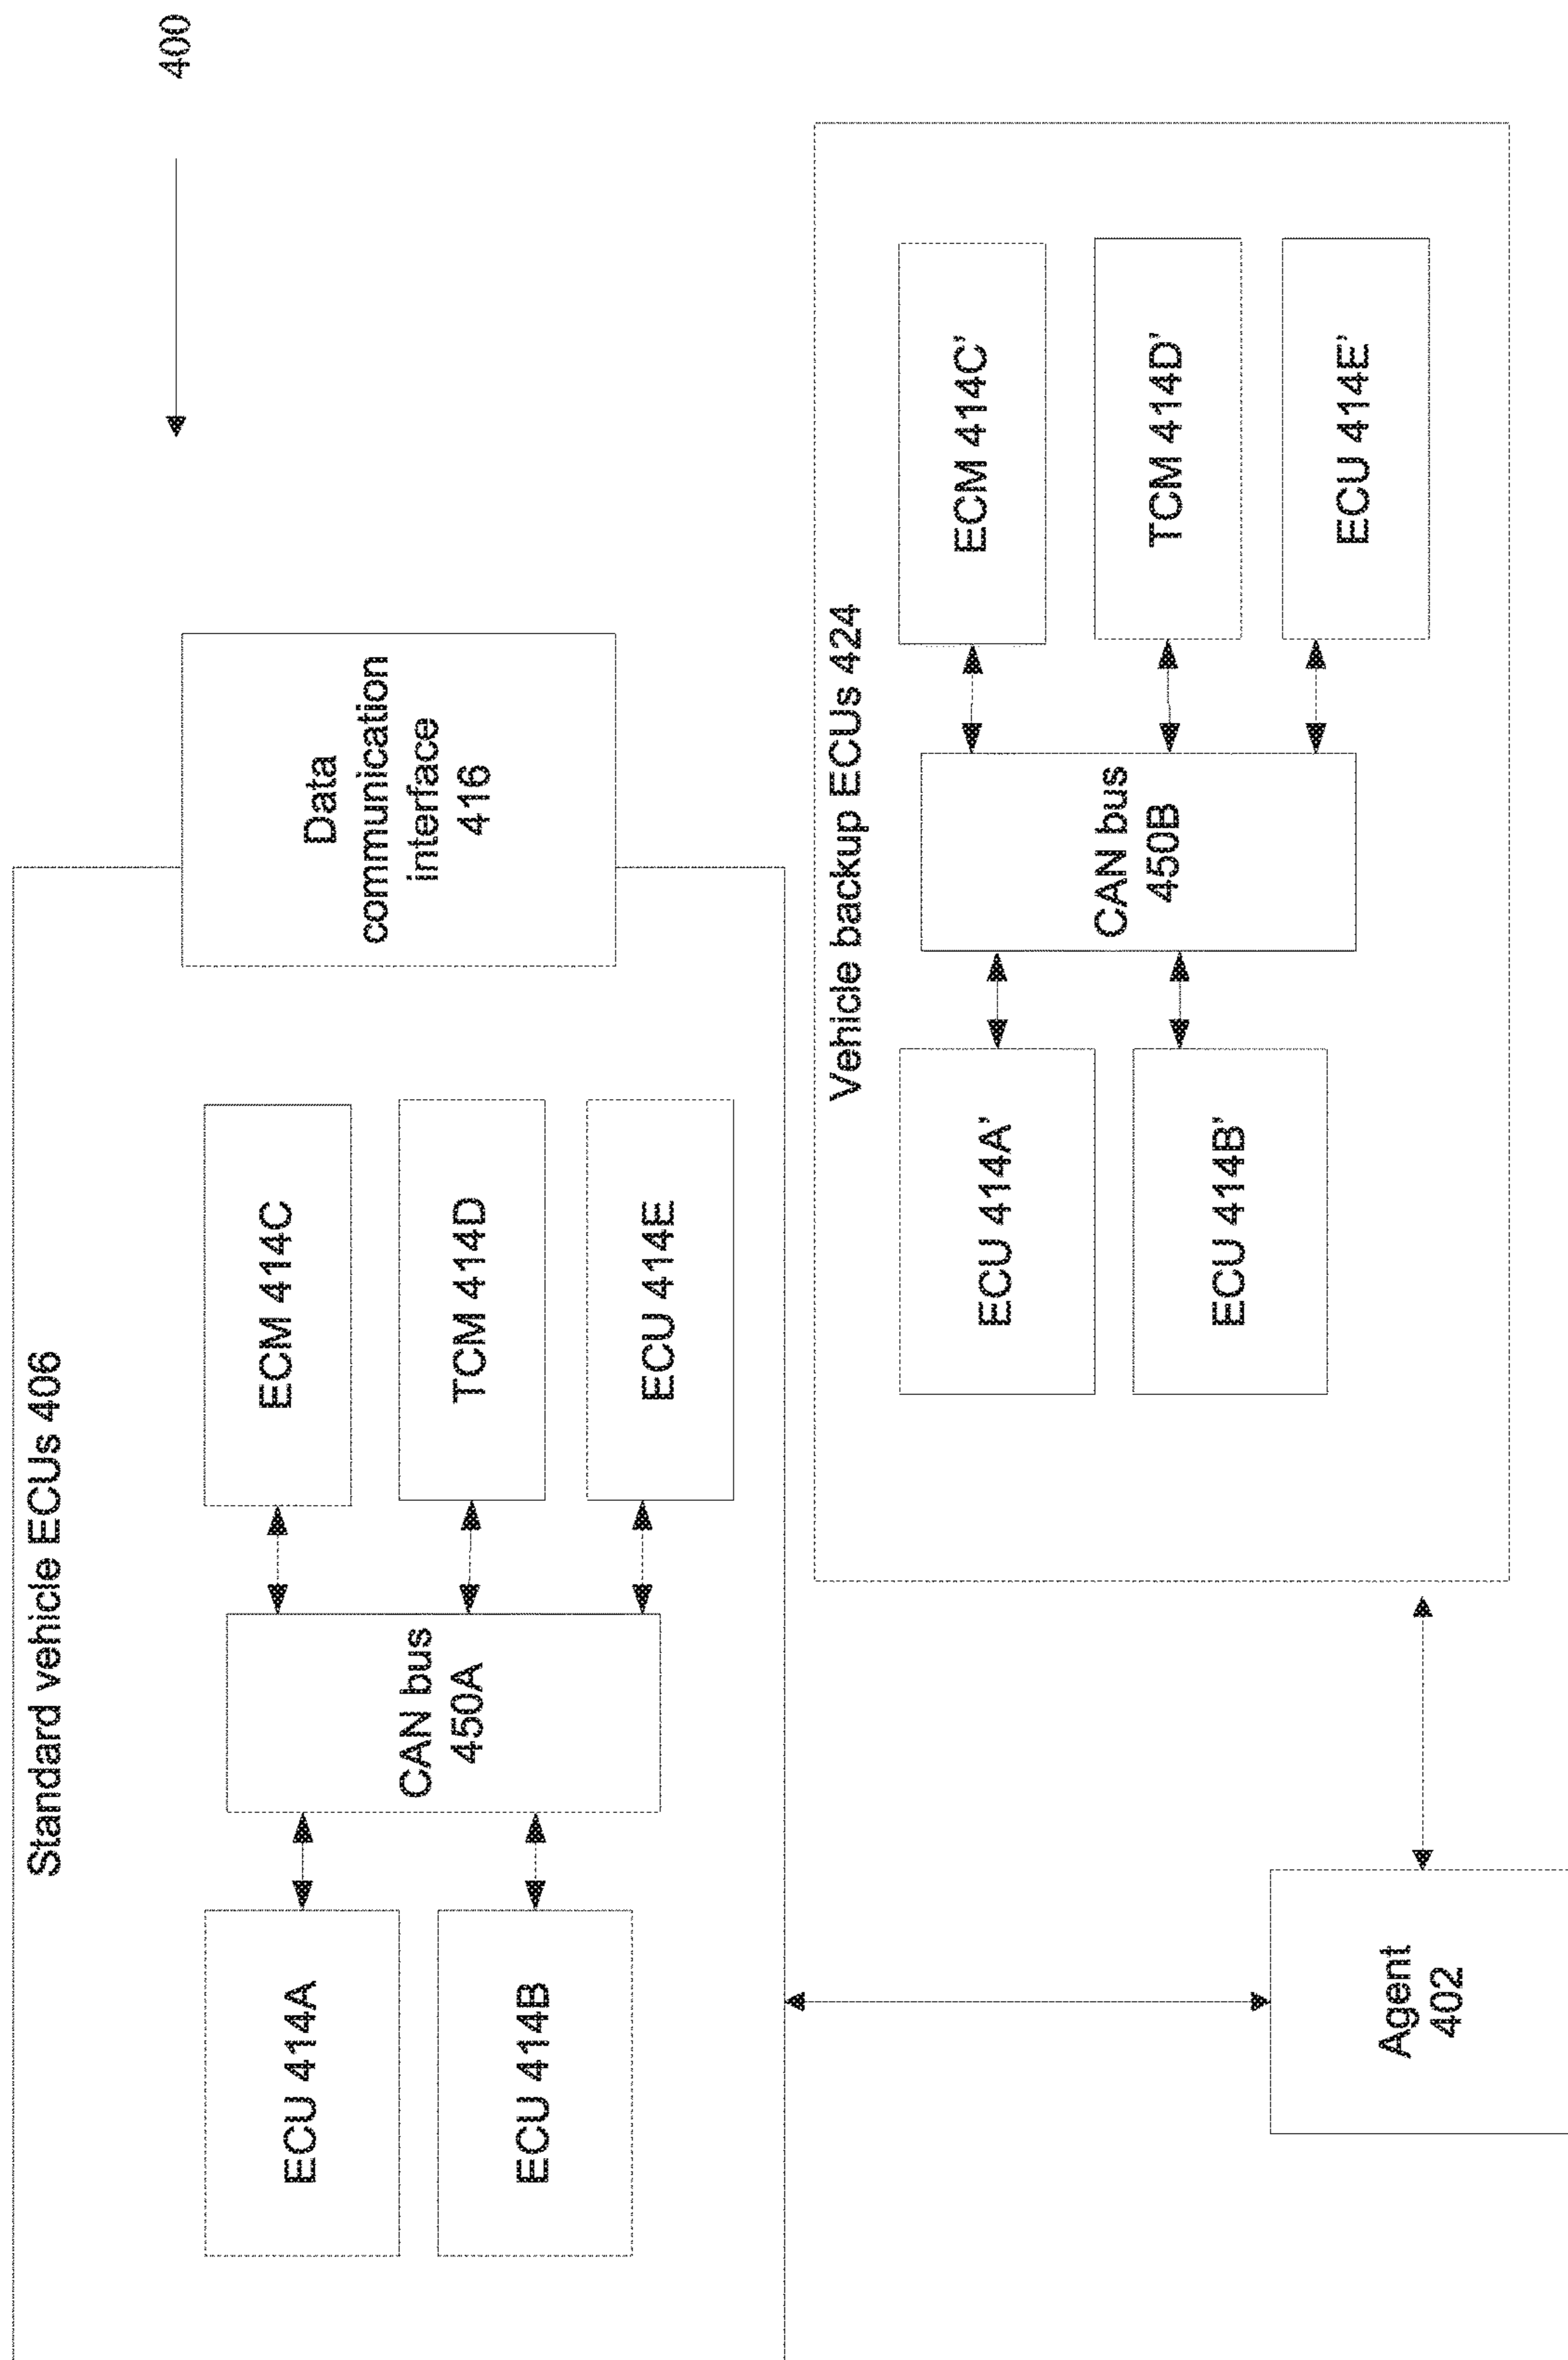 400
Standard vehicle ECUs 406
ECU 414A
ECU 414B
CAN bus
450A
ECM 414C
TCM 414D
ECU 414E
Data
communication
interface
416
Vehicle backup ECUs 424
ECU 414A'
ECU 414B'
CAN bus
450B
ECM 414C'
TCM 414D'
ECU 414E'
Agent
402